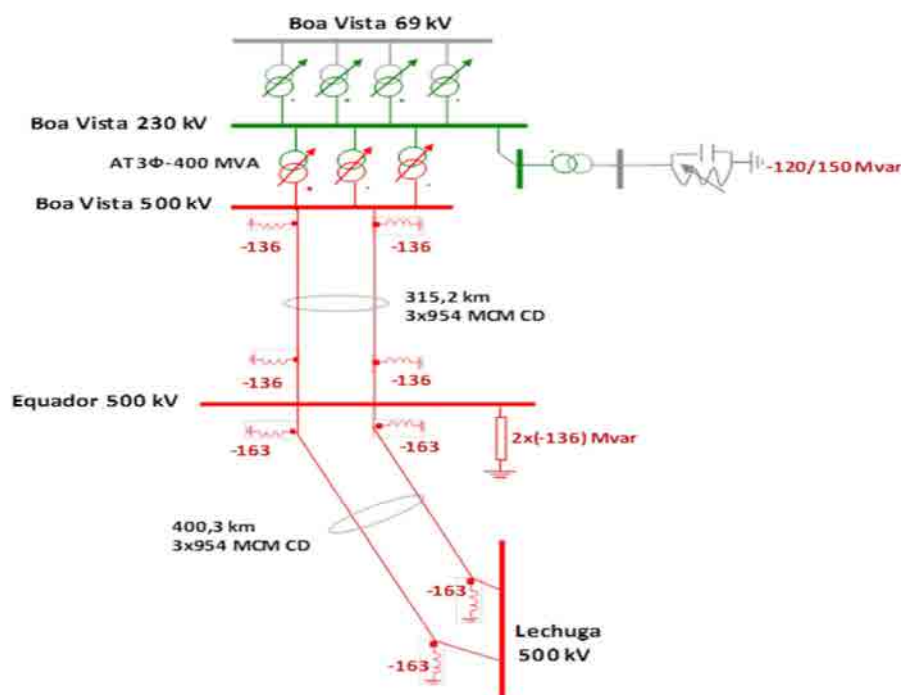 Boa Vista 69 kV
Boa Vista 230 kV
AT3Φ-400 MVA
-120/150 Mvar
Boa Vista 500 kV
-136
-136
315,2 km
3x954 MCM CD
-136
-136
Equador 500 kV
-163
-163
2x(-136) Mvar
400,3 km
3x954 MCM CD
-163
Lechuga
500 kV
-163